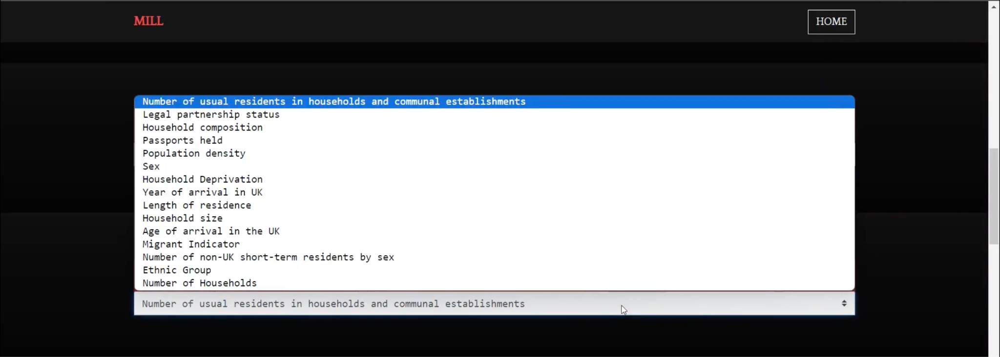 MILL
HOME
Number of usual residents in households and communal establishments
Legal partnership status
Household composition
Passports held
Population density
Sex
Household Deprivation
Year of arrival in UK
Length of residence
Household size
Age of arrival in the UK
Migrant Indicator
Number of non-UK short-term residents by sex
Ethnic Group
Number of Households
Number of usual residents in households and communal establishments